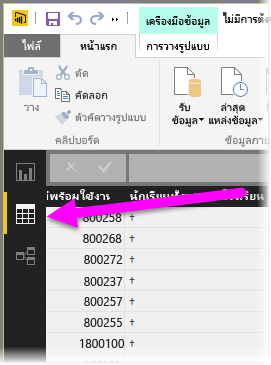 เครื่องมือข้อมูล
ไม่มีการตั้ง
ไฟล์
หน้าแรก
การวางรูปแบบ
วาง
ตัด
คัดลอก
ตัวคัดวางรูปแบบ
คลิปบอร์ด
รับ
ข้อมูล
ล่าสุด
แหล่งข้อมูล
ข้อมูลภาย
พร้อมใช้งาน
800258
800268
800272
800237
800257
800255
1800100